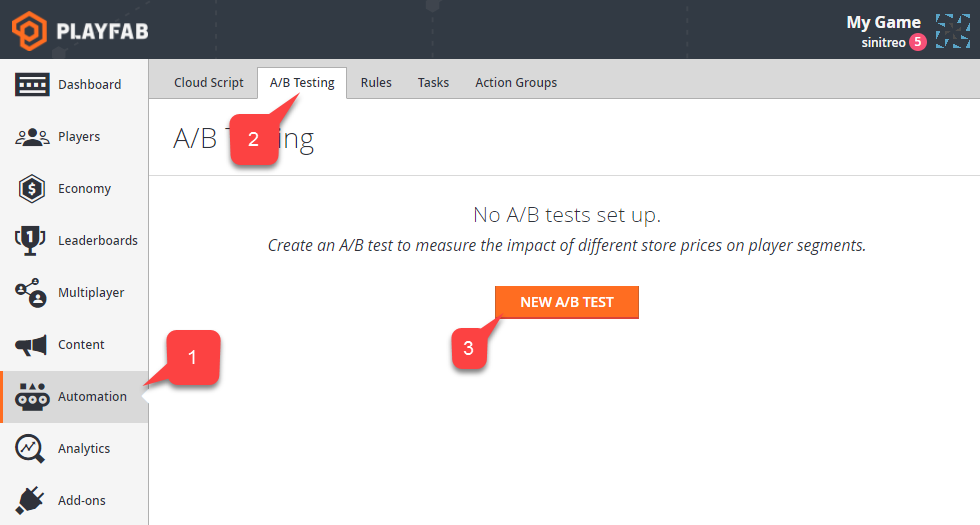 PLAYFAB
My Game
sinitreo 5
Dashboard
Players
Economy
1
Leaderboards
Multiplayer
Content
Automation
Analytics
Add-ons
Cloud Script
A/B Testing
Rules
Tasks
Action Groups
A/B Testing
2
No A/B tests set up.
Create an A/B test to measure the impact of different store prices on player segments.
NEW A/B TEST
3
1